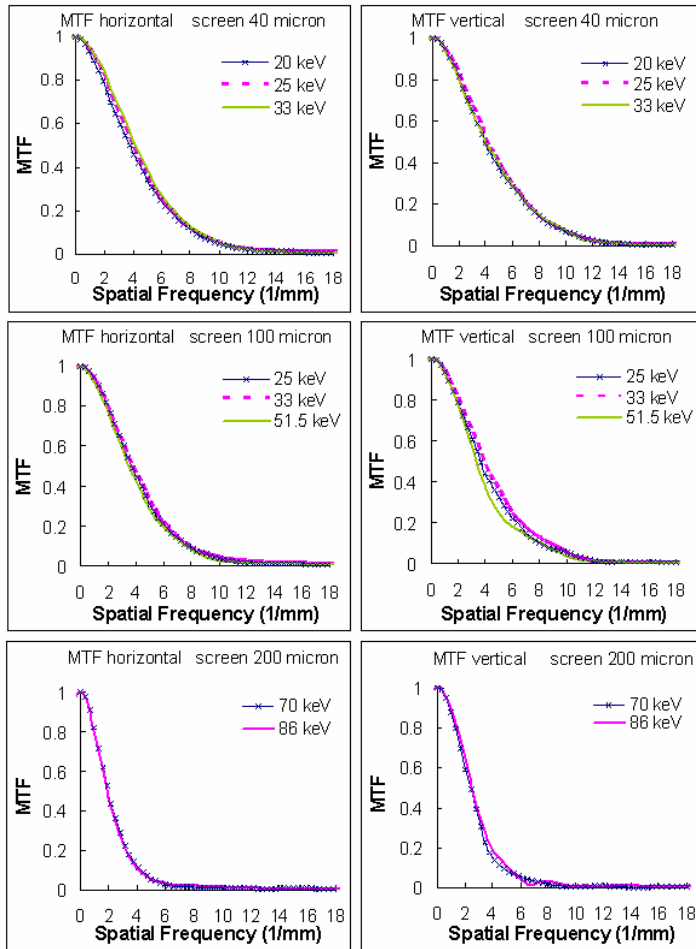 MTF horizontal screen 40 micron
1
0.8
0.6
0.4
0.2
0
MTF
20 keV
25 keV
33 keV
0 2 4 6 8 10 12 14 16 18
Spatial Frequency (1/mm)
MTF vertical screen 40 micron
1
0.8
0.6
0.4
0.2
0
MTF
20 keV
25 keV
33 keV
0 2 4 6 8 10 12 14 16 18
Spatial Frequency (1/mm)
MTF horizontal screen 100 micron
1
0.8
0.6
0.4
0.2
0
MTF
25 keV
33 keV
51.5 keV
0 2 4 6 8 10 12 14 16 18
Spatial Frequency (1/mm)
MTF vertical screen 100 micron
1
0.8
0.6
0.4
0.2
0
MTF
25 keV
33 keV
51.5 keV
0 2 4 6 8 10 12 14 16 18
Spatial Frequency (1/mm)
MTF horizontal screen 200 micron
1
0.8
0.6
0.4
0.2
0
MTF
70 keV
86 keV
0 2 4 6 8 10 12 14 16 18
Spatial Frequency (1/mm)
MTF vertical screen 200 micron
1
0.8
0.6
0.4
0.2
0
MTF
70 keV
86 keV
0 2 4 6 8 10 12 14 16 18
Spatial Frequency (1/mm)